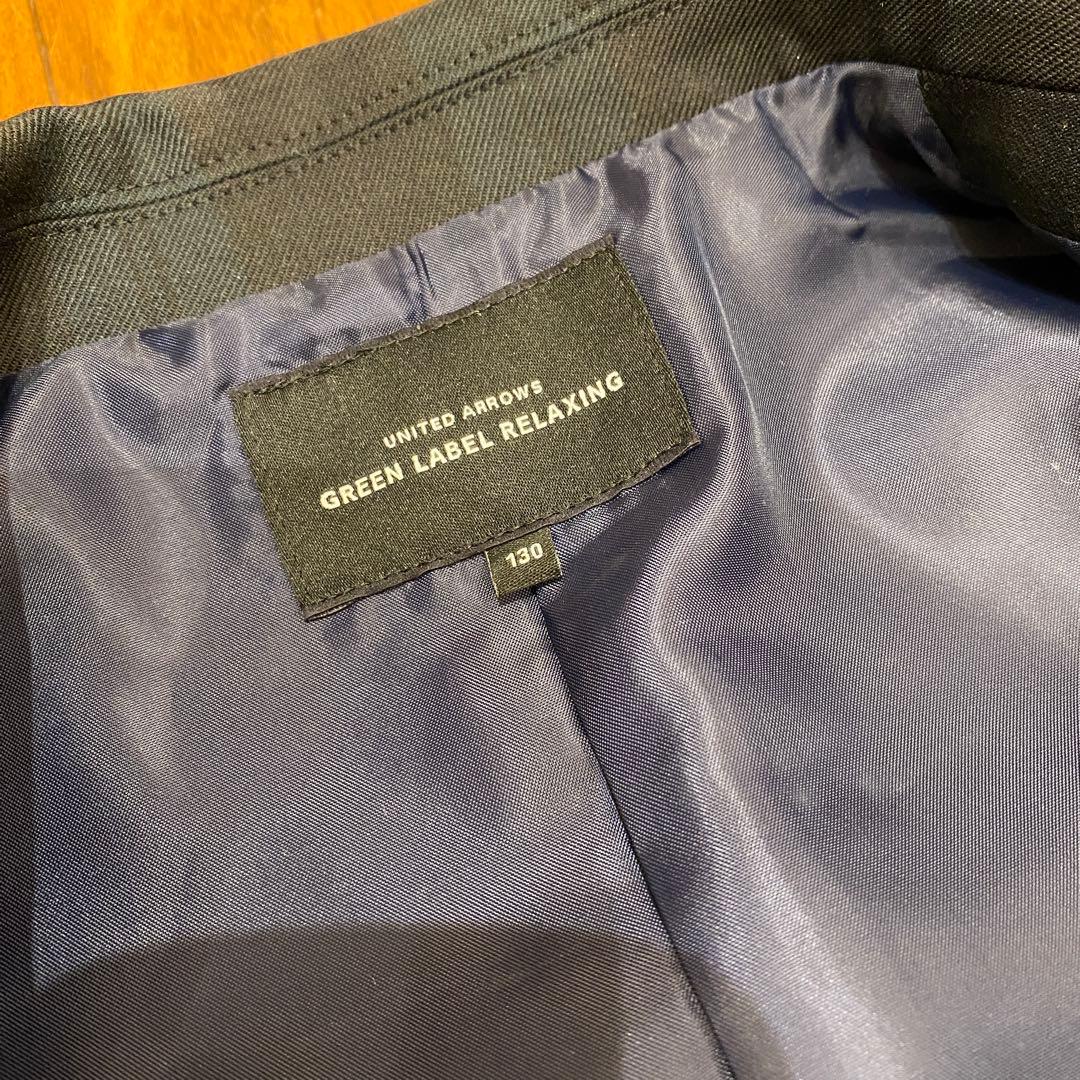 UNITED ARROWS
GREEN LABEL RELAXING
130